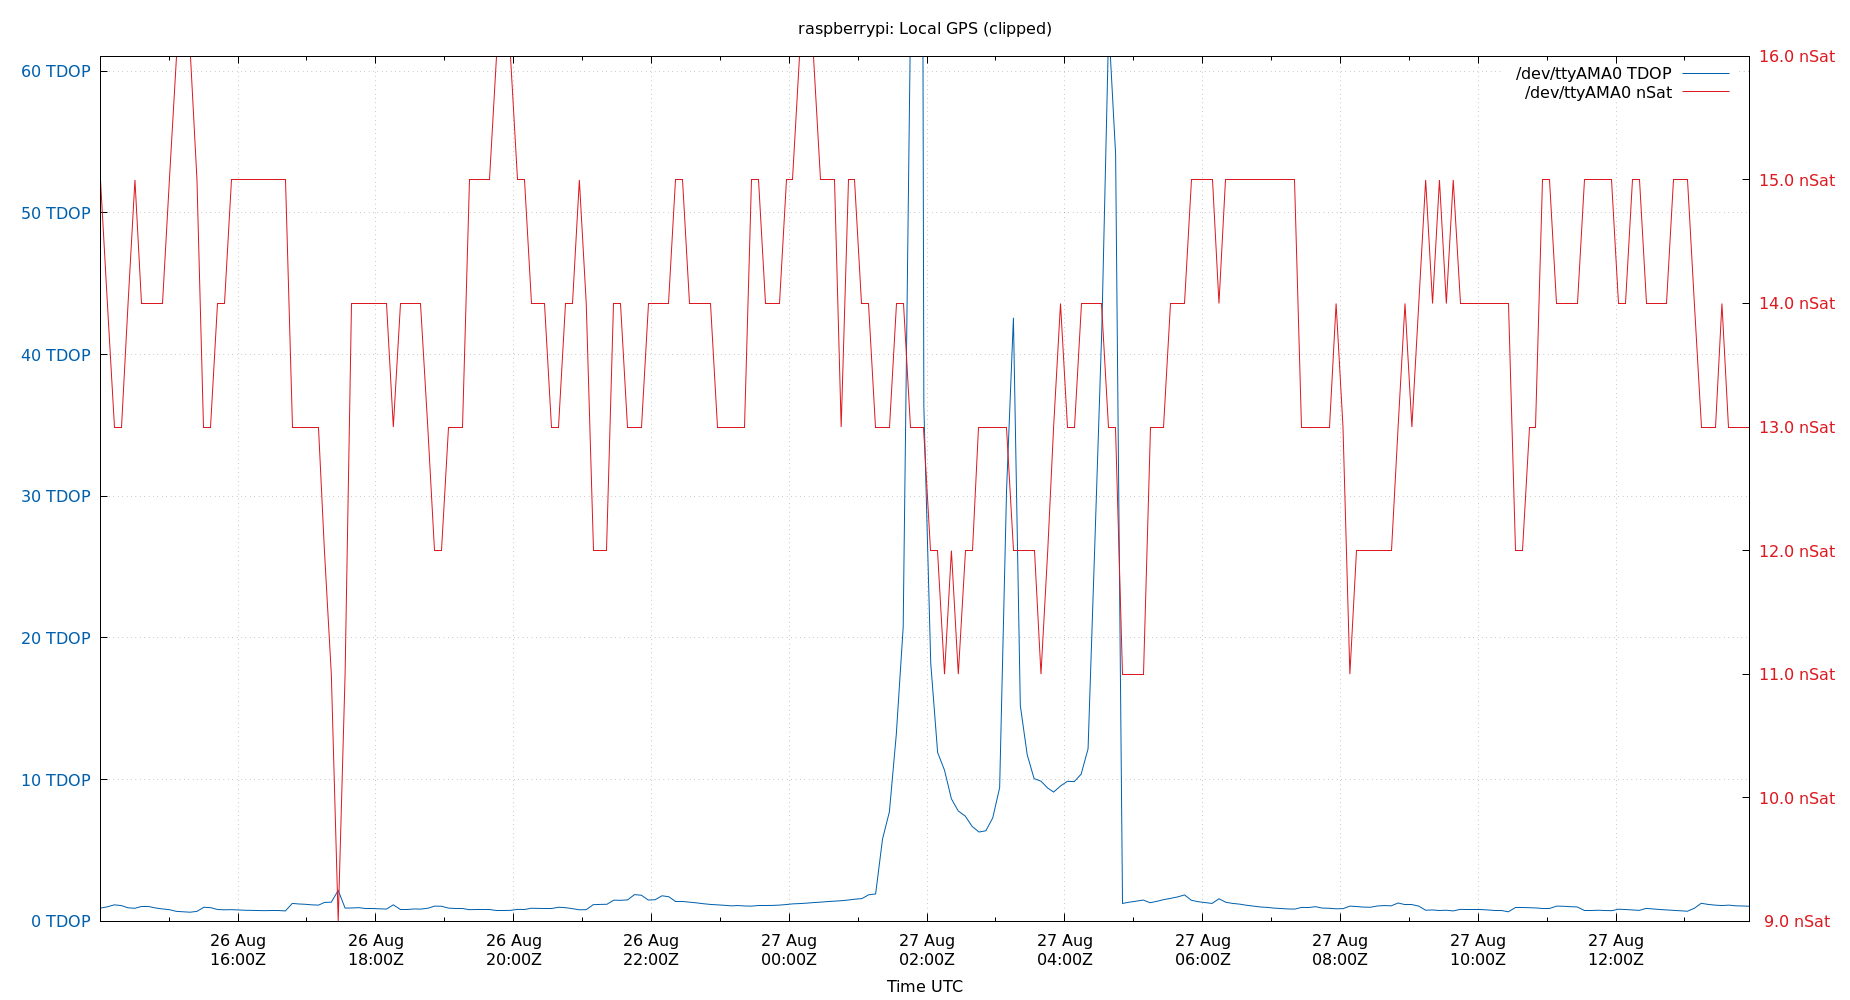 raspberrypi: Local GPS (clipped)
60 TDOP
50 TDOP
40 TDOP
30 TDOP
20 TDOP
10 TDOP
0 TDOP
/dev/ttyAMA0 TDOP
/dev/ttyAMA0 nSat
16.0 nSat
15.0 nSat
14.0 nSat
13.0 nSat
12.0 nSat
11.0 nSat
10.0 nSat
9.0 nSat
26 Aug
16:00Z
26 Aug
18:00Z
26 Aug
20:00Z
26 Aug
22:00Z
27 Aug
00:00Z
27 Aug
02:00Z
27 Aug
04:00Z
27 Aug
06:00Z
27 Aug
08:00Z
27 Aug
10:00Z
27 Aug
12:00Z
Time UTC